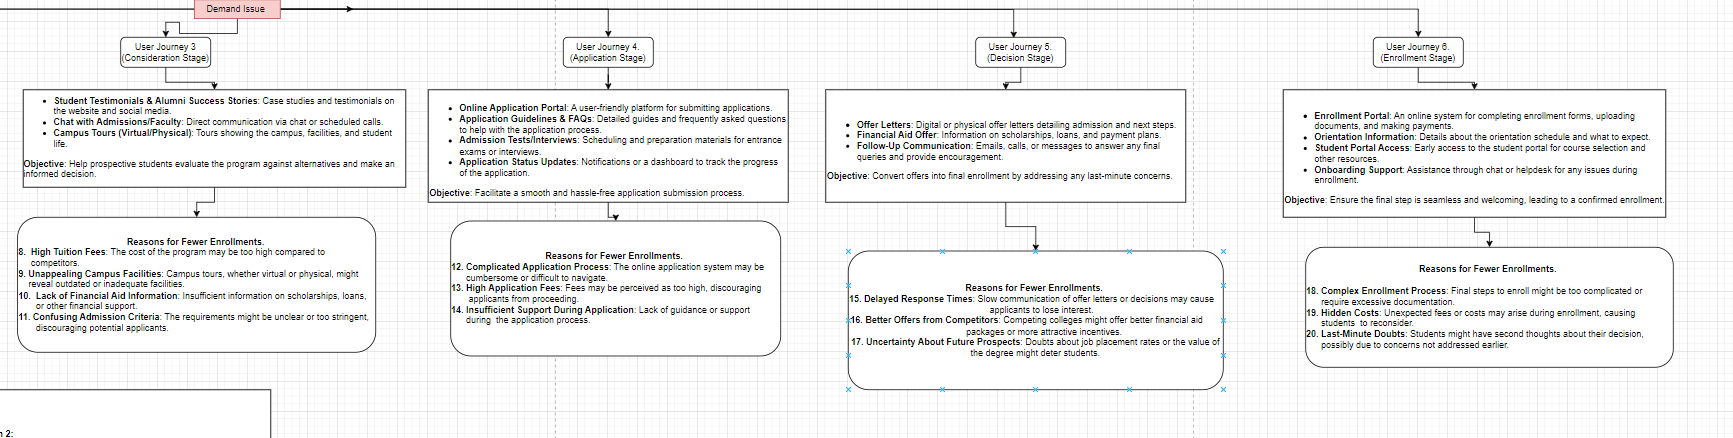 Demand Issue
User Journey 3
(Consideration Stage)
• Student Testimonials & Alumni Success Stories: Case studies and testimonials on
the website and social media.
• Chat with Admissions/Faculty: Direct communication via chat or scheduled calls.
• Campus Tours (Virtual/Physical): Tours showing the campus, facilities, and student
life.
Objective: Help prospective students evaluate the program against alternatives and make an
informed decision.
Reasons for Fewer Enrollments.
8. High Tuition Fees: The cost of the program may be too high compared to
competitors.
9. Unappealing Campus Facilities: Campus tours, whether virtual or physical, might
reveal outdated or inadequate facilities.
10. Lack of Financial Aid Information: Insufficient information on scholarships, loans,
or other financial support.
11. Confusing Admission Criteria: The requirements might be unclear or too stringent,
discouraging potential applicants.
User Journey 4.
(Application Stage)
• Online Application Portal: A user-friendly platform for submitting applications.
• Application Guidelines & FAQs: Detailed guides and frequently asked questions
to help with the application process.
• Admission Tests/Interviews: Scheduling and preparation materials for entrance
exams or interviews.
• Application Status Updates: Notifications or a dashboard to track the progress
of the application.
Objective: Facilitate a smooth and hassle-free application submission process.
Reasons for Fewer Enrollments.
12. Complicated Application Process: The online application system may be
cumbersome or difficult to navigate.
13. High Application Fees: Fees may be perceived as too high, discouraging
applicants from proceeding.
14. Insufficient Support During Application: Lack of guidance or support
during the application process.
User Journey 5.
(Decision Stage)
• Offer Letters: Digital or physical offer letters detailing admission and next steps.
• Financial Aid Offer: Information on scholarships, loans, and payment plans.
• Follow-Up Communication: Emails, calls, or messages to answer any final
queries and provide encouragement.
Objective: Convert offers into final enrollment by addressing any last-minute concerns.
Reasons for Fewer Enrollments.
15. Delayed Response Times: Slow communication of offer letters or decisions may cause
applicants to lose interest.
16. Better Offers from Competitors: Competing colleges might offer better financial aid
packages or more attractive incentives.
17. Uncertainty About Future Prospects: Doubts about job placement rates or the value of
the degree might deter students.
User Journey 6.
(Enrollment Stage)
• Enrollment Portal: An online system for completing enrollment forms, uploading
documents, and making payments.
• Orientation Information: Details about the orientation schedule and what to expect.
• Student Portal Access: Early access to the student portal for course selection and
other resources.
• Onboarding Support: Assistance through chat or helpdesk for any issues during
enrollment.
Objective: Ensure the final step is seamless and welcoming, leading to a confirmed enrollment.
Reasons for Fewer Enrollments.
18. Complex Enrollment Process: Final steps to enroll might be too complicated or
require excessive documentation.
19. Hidden Costs: Unexpected fees or costs may arise during enrollment, causing
students to reconsider.
20. Last-Minute Doubts: Students might have second thoughts about their decision,
possibly due to concerns not addressed earlier.
2: